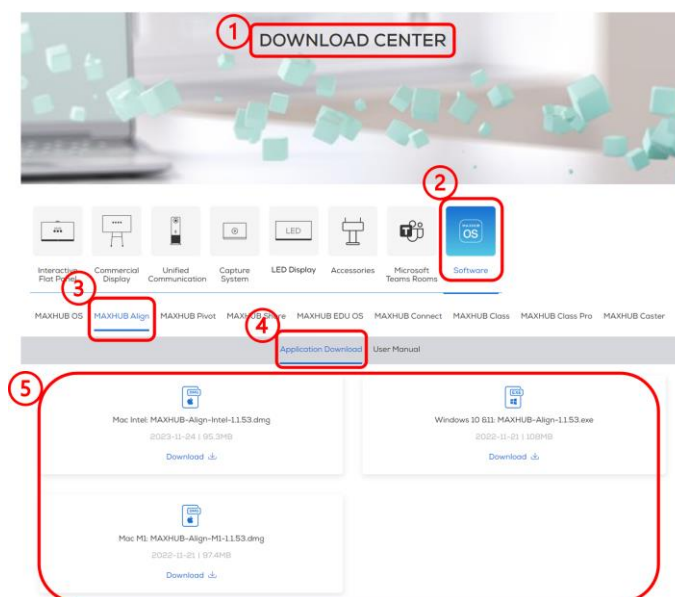 1
DOWNLOAD CENTER
2
LED
T
MAXHUB
OS
Interactive
Flat Panel
Commercial
Display
Unified
Communication
Capture
System
LED Display
Accessories
Microsoft
Teams Rooms
Software
3
MAXHUB OS MAXHUB Align MAXHUB Pivot MAXHUB Share MAXHUB EDU OS MAXHUB Connect MAXHUB Class MAXHUB Class Pro MAXHUB Caster
4
Application Download User Manual
5
DMG
Mac Intel: MAXHUB-Align-Intel-1.1.53.dmg
2023-11-24 | 95.3MB
Download
EXE
Windows 10 &11: MAXHUB-Align-1.1.53.exe
2022-11-21 | 108MB
Download
DMG
Mac M1: MAXHUB-Align-M1-1.1.53.dmg
2022-11-21 | 97.4MB
Download